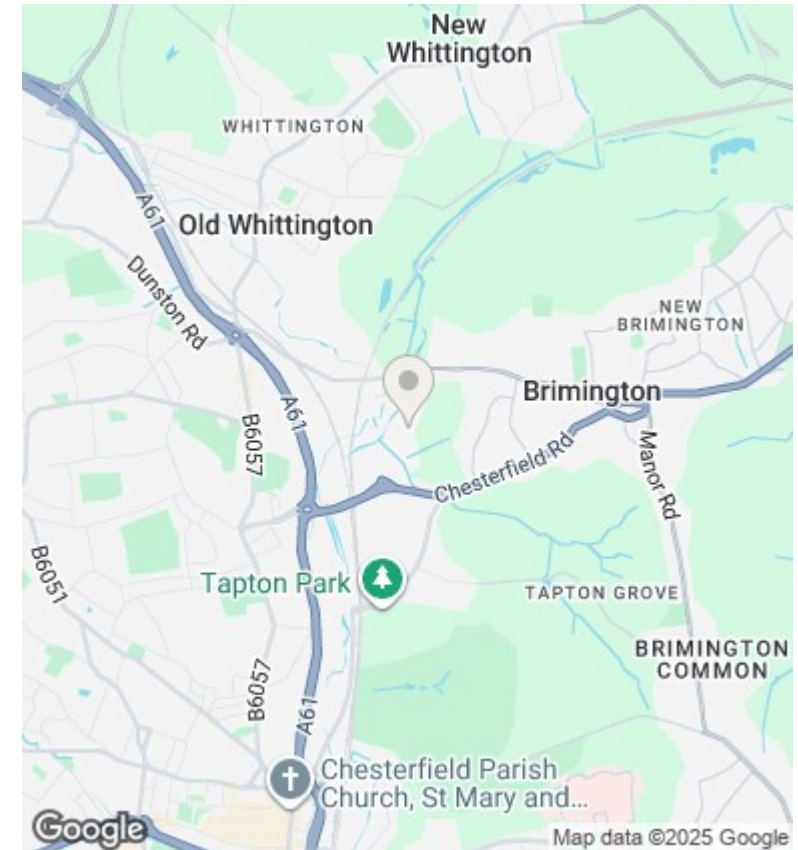 New
Whittington
WHITTINGTON
A61
Old Whittington
Dunston Rd
NEW
BRIMINGTON
Brimington
A61
B6057
Chesterfield Rd
Manor Rd
B6051
Tapton Park
TAPTON GROVE
BRIMINGTON
COMMON
B6057
A61
Chesterfield Parish
Church, St Mary and...
Google
Map data ©2025 Google